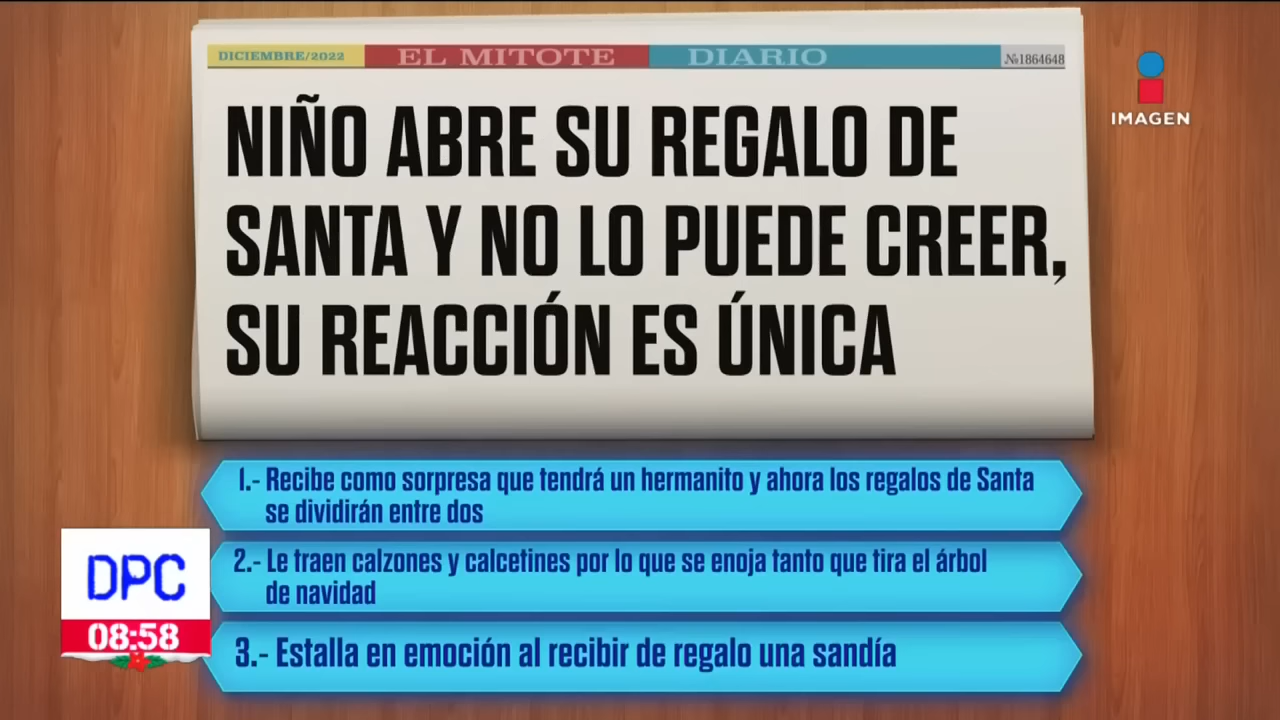 DICIEMBRE/2022 EL MITOTE DIARIO №1864648
IMAGEN
NIÑO ABRE SU REGALO DE
SANTA Y NO LO PUEDE CREER,
SU REACCIÓN ES ÚNICA
1.- Recibe como sorpresa que tendrá un hermanito y ahora los regalos de Santa
se dividirán entre dos
2.- Le traen calzones y calcetines por lo que se enoja tanto que tira el árbol
de navidad
3.- Estalla en emoción al recibir de regalo una sandía
DPC
08:58